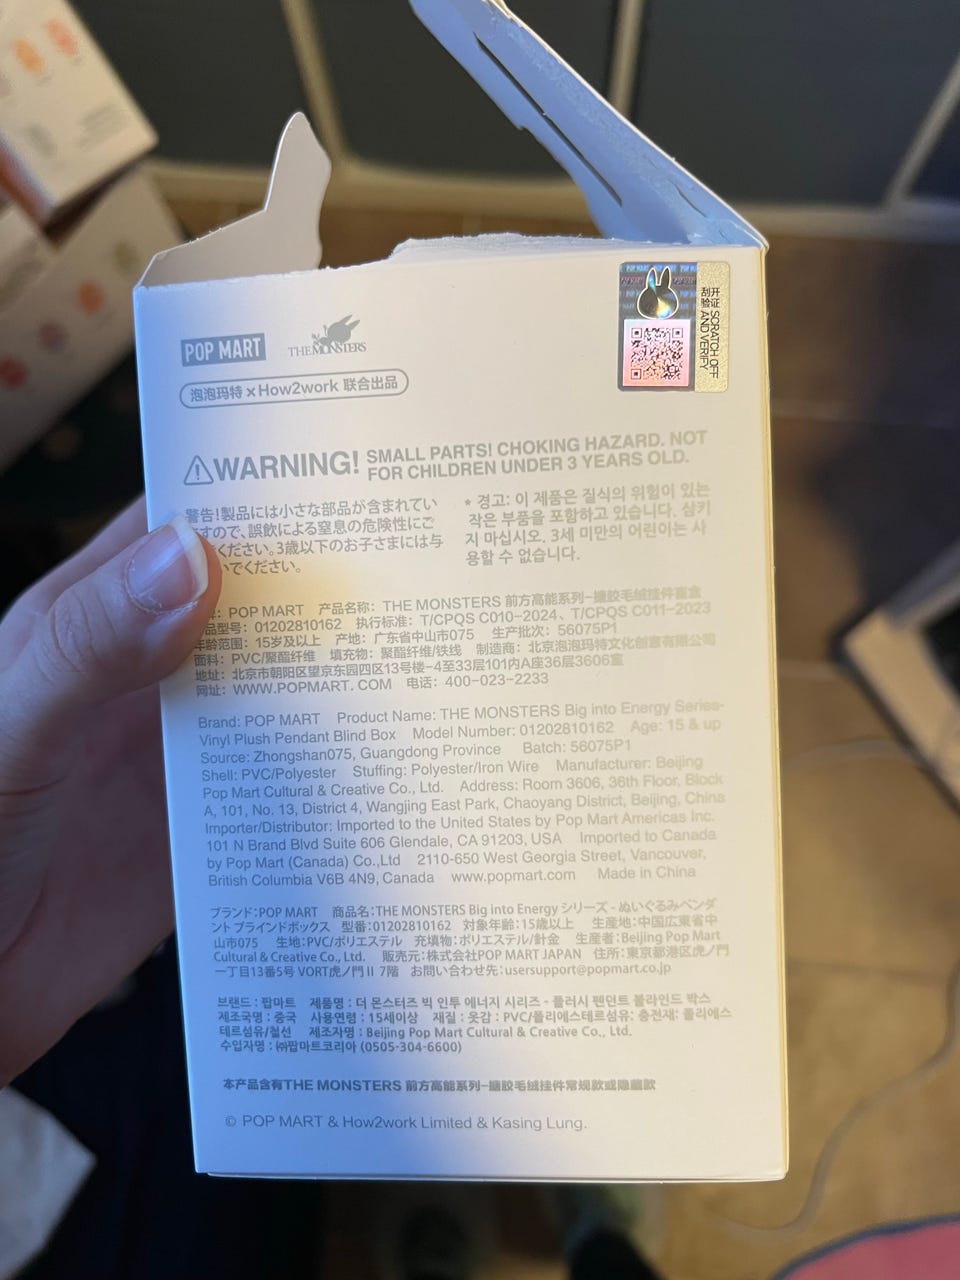 POP MART
THE MONSTERS
泡泡玛特×How2work 联合出品
刮开
验证 SCRATCH OFF
AND VERIFY
WARNING! SMALL PARTS! CHOKING HAZARD. NOT
FOR CHILDREN UNDER 3 YEARS OLD.
警告！製品には小さな部品が含まれてい
ますので、誤飲による窒息の危険性にご
ください。3歳以下のお子さまには与
いでください。
* 경고: 이 제품은 질식의 위험이 있는
작은 부품을 포함하고 있습니다. 삼키
지 마십시오. 3세 미만의 어린이는 사
용할 수 없습니다.
POP MART 产品名称：THE MONSTERS 前方高能系列-搪胶毛绒挂件盲盒
品型号：01202810162 执行标准：T/CPQS C010-2024、T/CPQS C011-2023
年龄范围：15岁及以上 产地：广东省中山市075 生产批次：56075P1
面料：PVC/聚酯纤维 填充物：聚酯纤维/铁线 制造商：北京泡泡玛特文化创意有限公司
地址：北京市朝阳区望京东园四区13号楼-4至33层101内A座36层3606室
网址：WWW.POPMART.COM 电话：400-023-2233
Brand: POP MART Product Name: THE MONSTERS Big into Energy Series-
Vinyl Plush Pendant Blind Box Model Number: 01202810162 Age: 15 & up
Source: Zhongshan075, Guangdong Province Batch: 56075P1
Shell: PVC/Polyester Stuffing: Polyester/Iron Wire Manufacturer: Beijing
Pop Mart Cultural & Creative Co., Ltd. Address: Room 3606, 36th Floor, Block
A, 101, No. 13, District 4, Wangjing East Park, Chaoyang District, Beijing, China
Importer/Distributor: Imported to the United States by Pop Mart Americas Inc.
101 N Brand Blvd Suite 606 Glendale, CA 91203, USA Imported to Canada
by Pop Mart (Canada) Co.,Ltd 2110-650 West Georgia Street, Vancouver,
British Columbia V6B 4N9, Canada www.popmart.com Made in China
ブランド：POP MART 商品名：THE MONSTERS Big into Energy シリーズ - ぬいぐるみペンダ
ント ブラインドボックス 型番：01202810162 対象年齢：15歳以上 生産地：中国広東省中
山市075 生地：PVC/ポリエステル 充填物：ポリエステル/針金 生産者：Beijing Pop Mart
Cultural & Creative Co., Ltd. 販売元：株式会社POP MART JAPAN 住所：東京都港区虎ノ門
一丁目13番5号 VORT虎ノ門Ⅱ 7階 お問い合わせ先：usersupport@popmart.co.jp
브랜드 : 팝마트 제품명 : 더 몬스터즈 빅 인투 에너지 시리즈 - 플러시 펜던트 블라인드 박스
제조국명 : 중국 사용연령 : 15세이상 재질 : 옷감 : PVC/폴리에스테르섬유; 충전재: 폴리에스
테르섬유/철선 제조자명 : Beijing Pop Mart Cultural & Creative Co., Ltd.
수입자명 : ㈜팝마트코리아 (0505-304-6600)
本产品含有THE MONSTERS 前方高能系列-搪胶毛绒挂件常规款或隐藏款
© POP MART & How2work Limited & Kasing Lung.